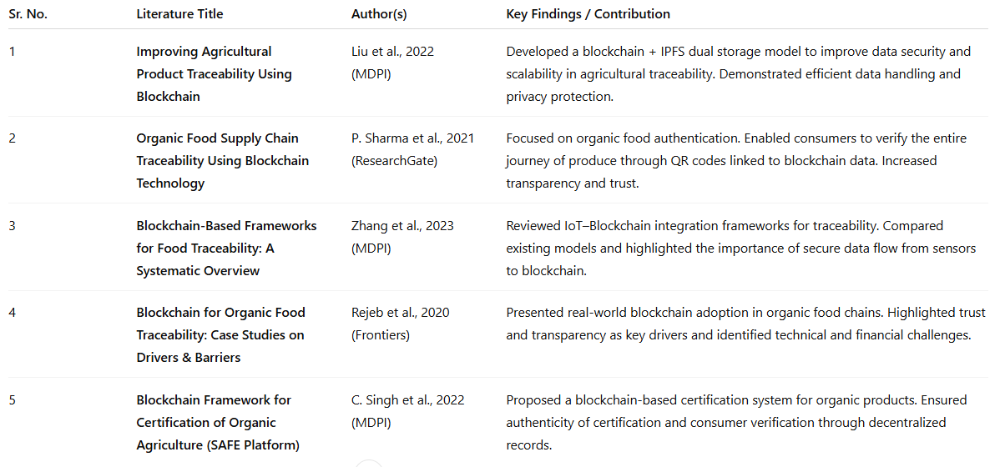 Sr. No. Literature Title Author(s) Key Findings / Contribution
1 Improving Agricultural Liu et al., 2022 Developed a blockchain + IPFS dual storage model to improve data security and
Product Traceability Using (MDPI) scalability in agricultural traceability. Demonstrated efficient data handling and
Blockchain privacy protection.
2 Organic Food Supply Chain P. Sharma et al., 2021 Focused on organic food authentication. Enabled consumers to verify the entire
Traceability Using Blockchain (ResearchGate) journey of produce through QR codes linked to blockchain data. Increased
Technology transparency and trust.
3 Blockchain-Based Frameworks Zhang et al., 2023 Reviewed IoT–Blockchain integration frameworks for traceability. Compared
for Food Traceability: A (MDPI) existing models and highlighted the importance of secure data flow from sensors
Systematic Overview to blockchain.
4 Blockchain for Organic Food Rejeb et al., 2020 Presented real-world blockchain adoption in organic food chains. Highlighted trust
Traceability: Case Studies on (Frontiers) and transparency as key drivers and identified technical and financial challenges.
Drivers & Barriers
5 Blockchain Framework for C. Singh et al., 2022 Proposed a blockchain-based certification system for organic products. Ensured
Certification of Organic (MDPI) authenticity of certification and consumer verification through decentralized
Agriculture (SAFE Platform) records.